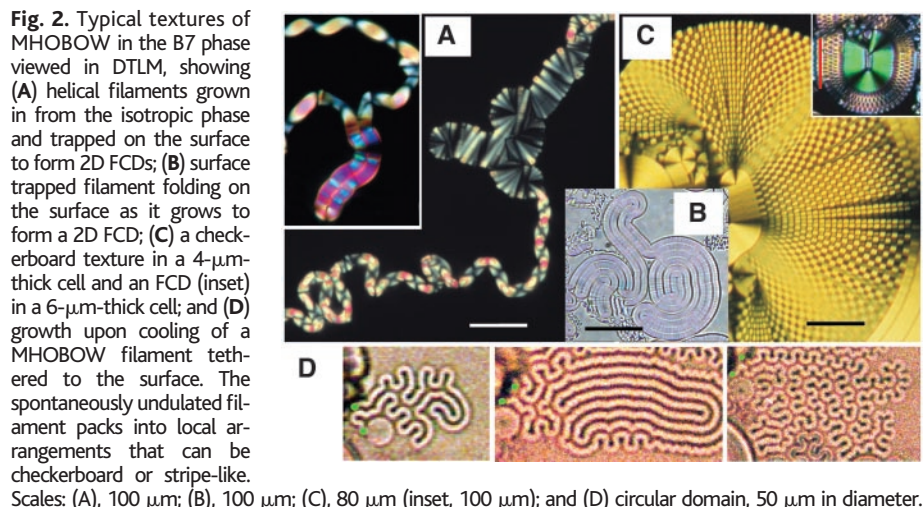 Fig. 2. Typical textures of
MHOBOW in the B7 phase
viewed in DTLM, showing
(A) helical filaments grown
in from the isotropic phase
and trapped on the surface
to form 2D FCDs; (B) surface
trapped filament folding on
the surface as it grows to
form a 2D FCD; (C) a check-
erboard texture in a 4-μm-
thick cell and an FCD (inset)
in a 6-μm-thick cell; and (D)
growth upon cooling of a
MHOBOW filament teth-
ered to the surface. The
spontaneously undulated fil-
ament packs into local ar-
rangements that can be
checkerboard or stripe-like.
Scales: (A), 100 μm; (B), 100 μm; (C), 80 μm (inset, 100 μm); and (D) circular domain, 50 μm in diameter.
A
C
B
D